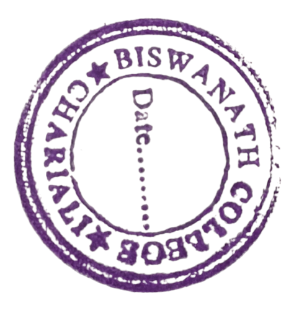 ★ BISWANATH COLLEGE ★ CHARIALI
Date..........